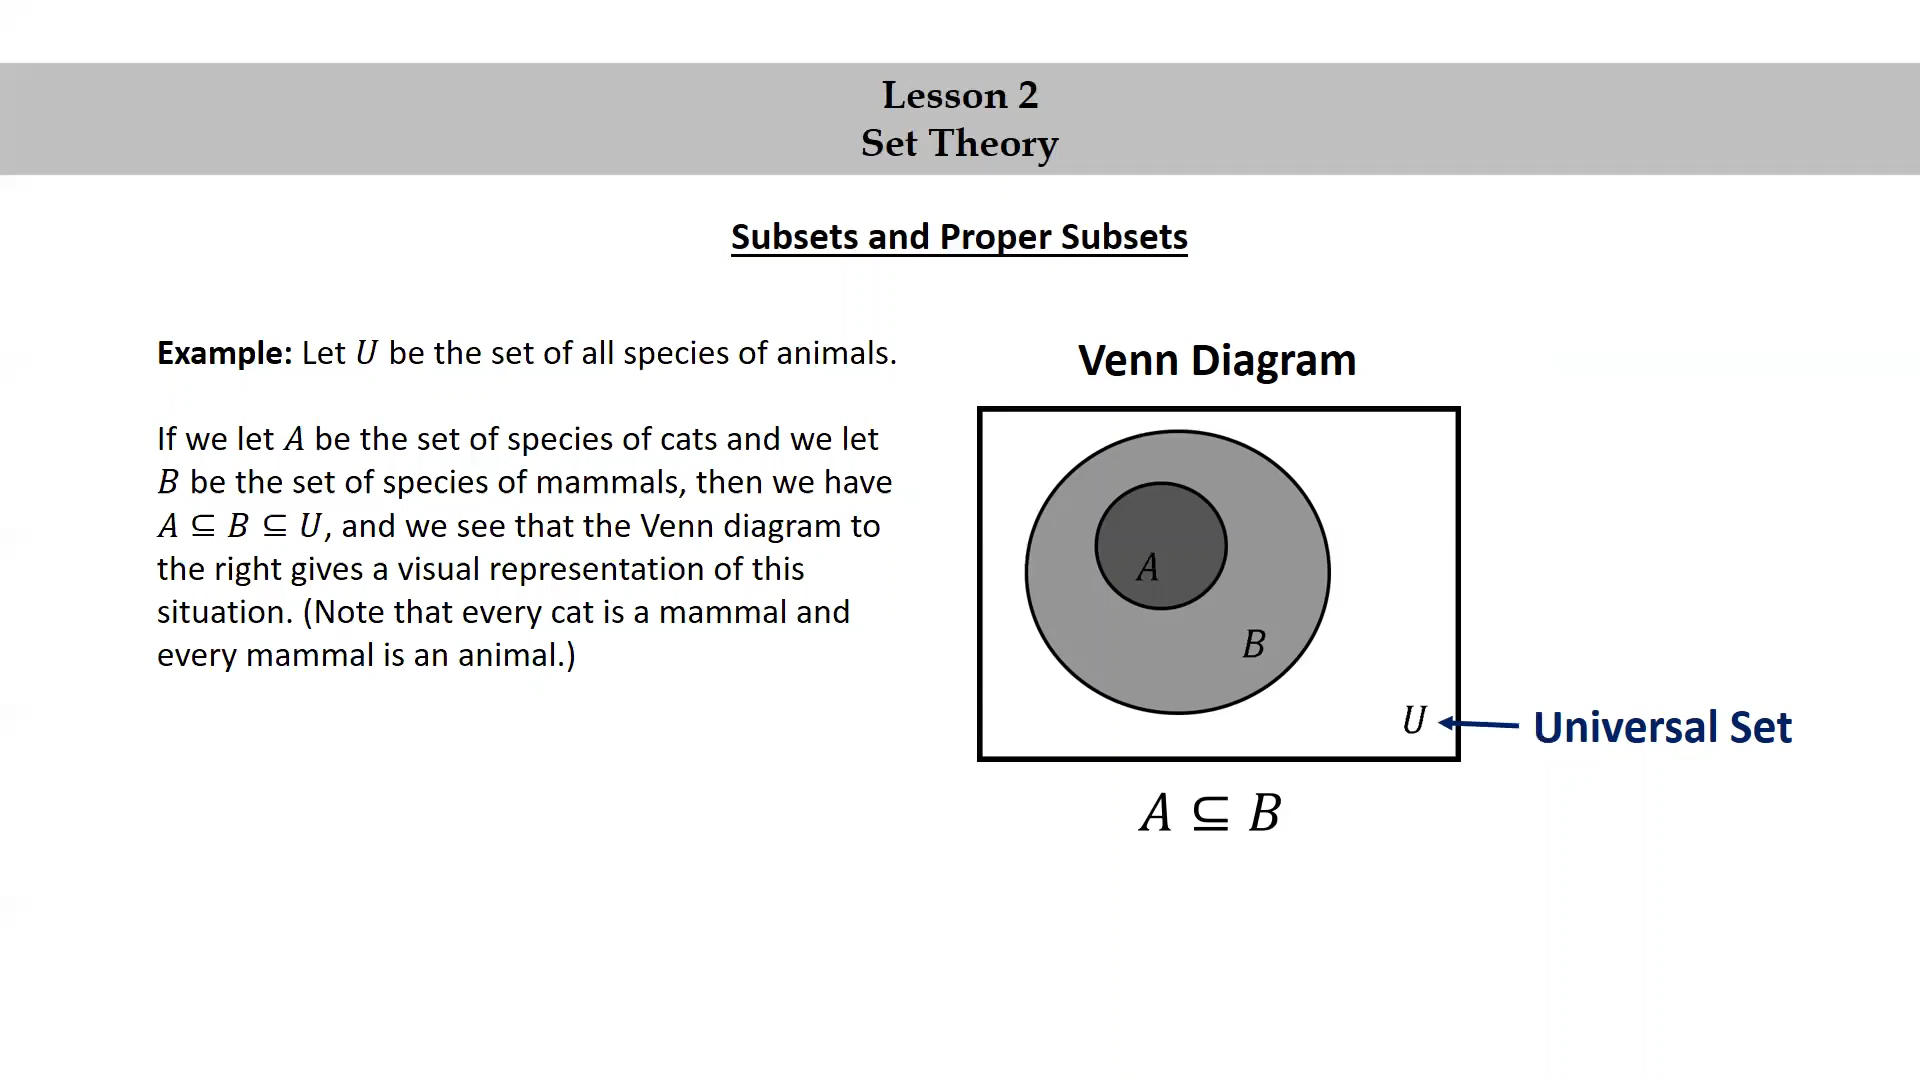 Lesson 2
Set Theory
Subsets and Proper Subsets
Example: Let U be the set of all species of animals.
If we let A be the set of species of cats and we let
B be the set of species of mammals, then we have
A ⊆ B ⊆ U, and we see that the Venn diagram to
the right gives a visual representation of this
situation. (Note that every cat is a mammal and
every mammal is an animal.)
Venn Diagram
A
B
U
Universal Set
A ⊆ B